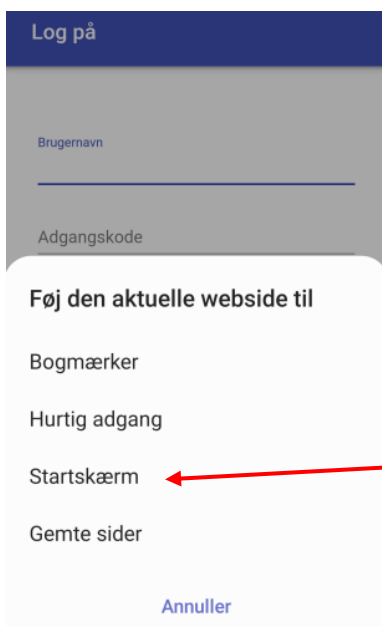 Log på
Brugernavn
Adgangskode
Føj den aktuelle webside til
Bogmærker
Hurtig adgang
Startskærm
Gemte sider
Annuller